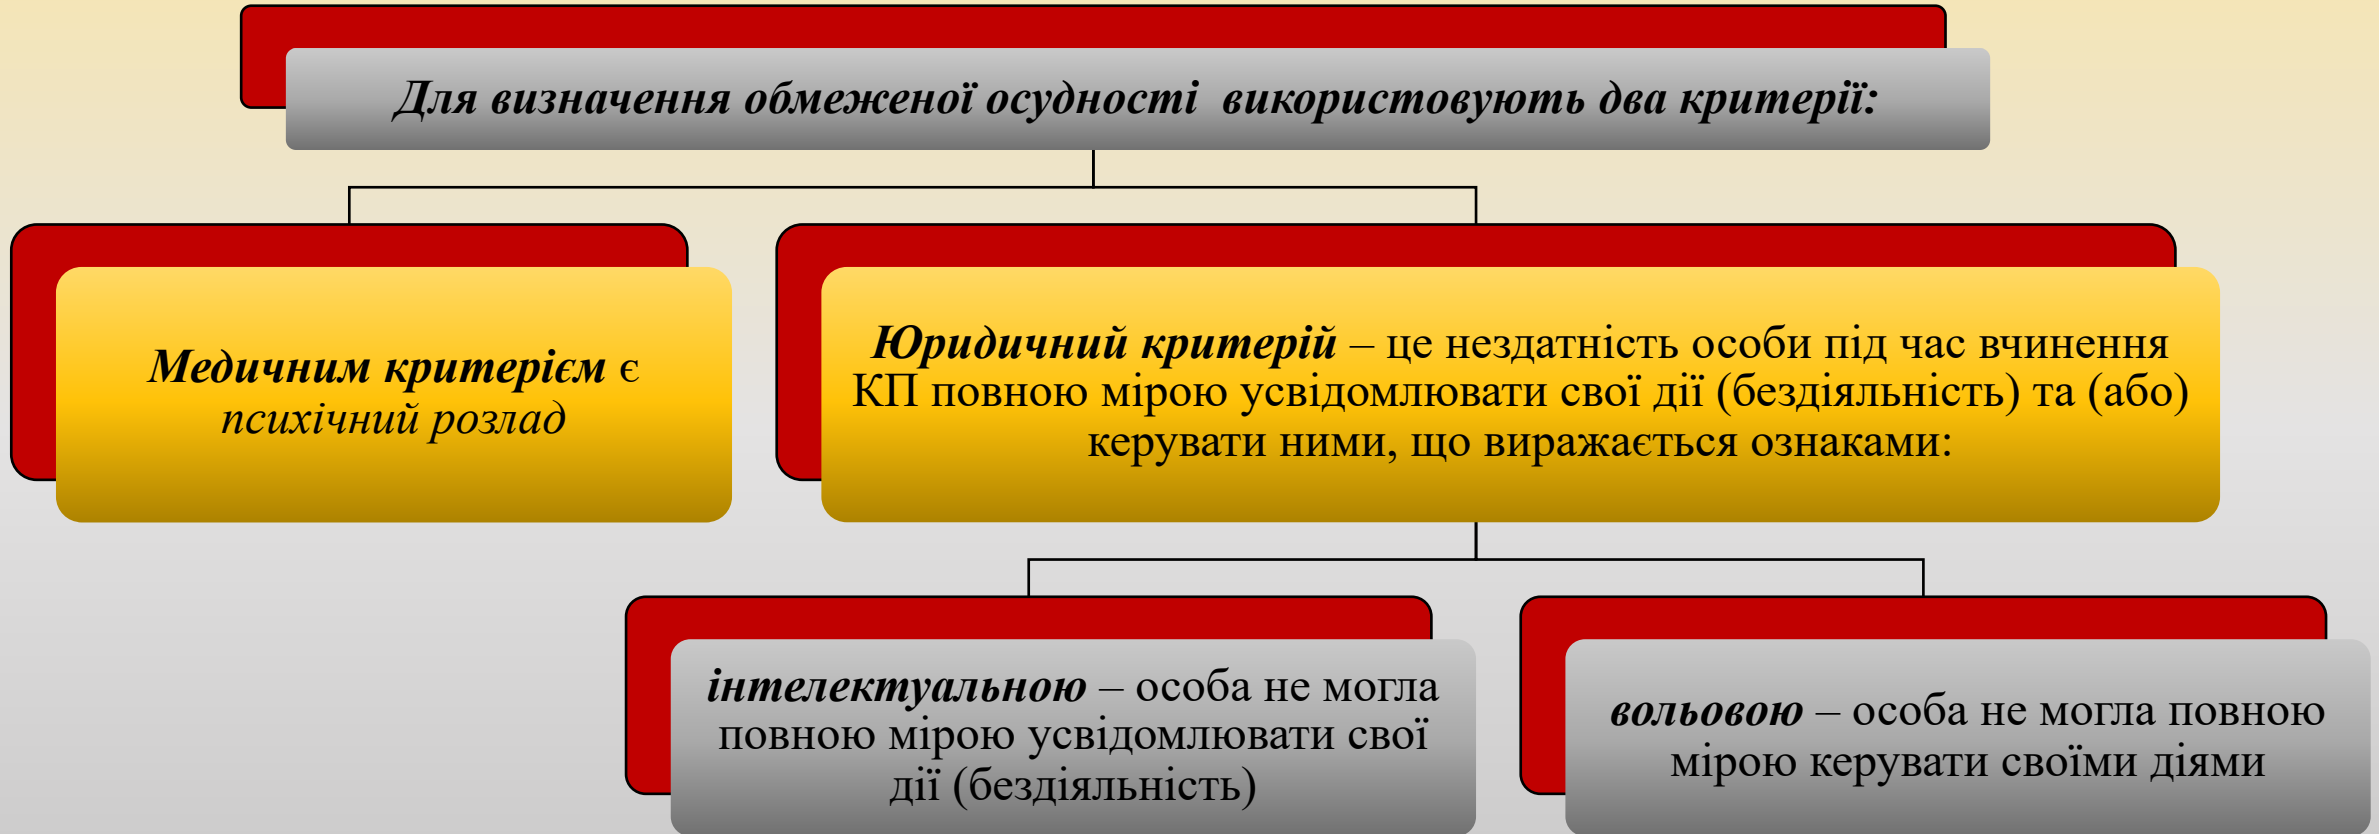 Для визначення обмеженої осудності використовують два критерії:
Медичним критерієм є
психічний розлад
Юридичний критерій – це нездатність особи під час вчинення
КП повною мірою усвідомлювати свої дії (бездіяльність) та (або)
керувати ними, що виражається ознаками:
інтелектуальною – особа не могла
повною мірою усвідомлювати свої
дії (бездіяльність)
вольовою – особа не могла повною
мірою керувати своїми діями